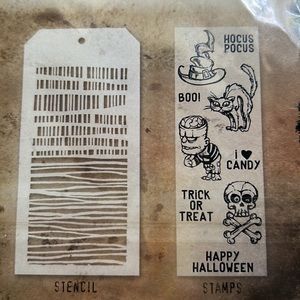 HOCUS
POCUS
BOO!
I ♥
CANDY
TRICK
OR
TREAT
HAPPY
HALLOWEEN
STENCIL
STAMPS